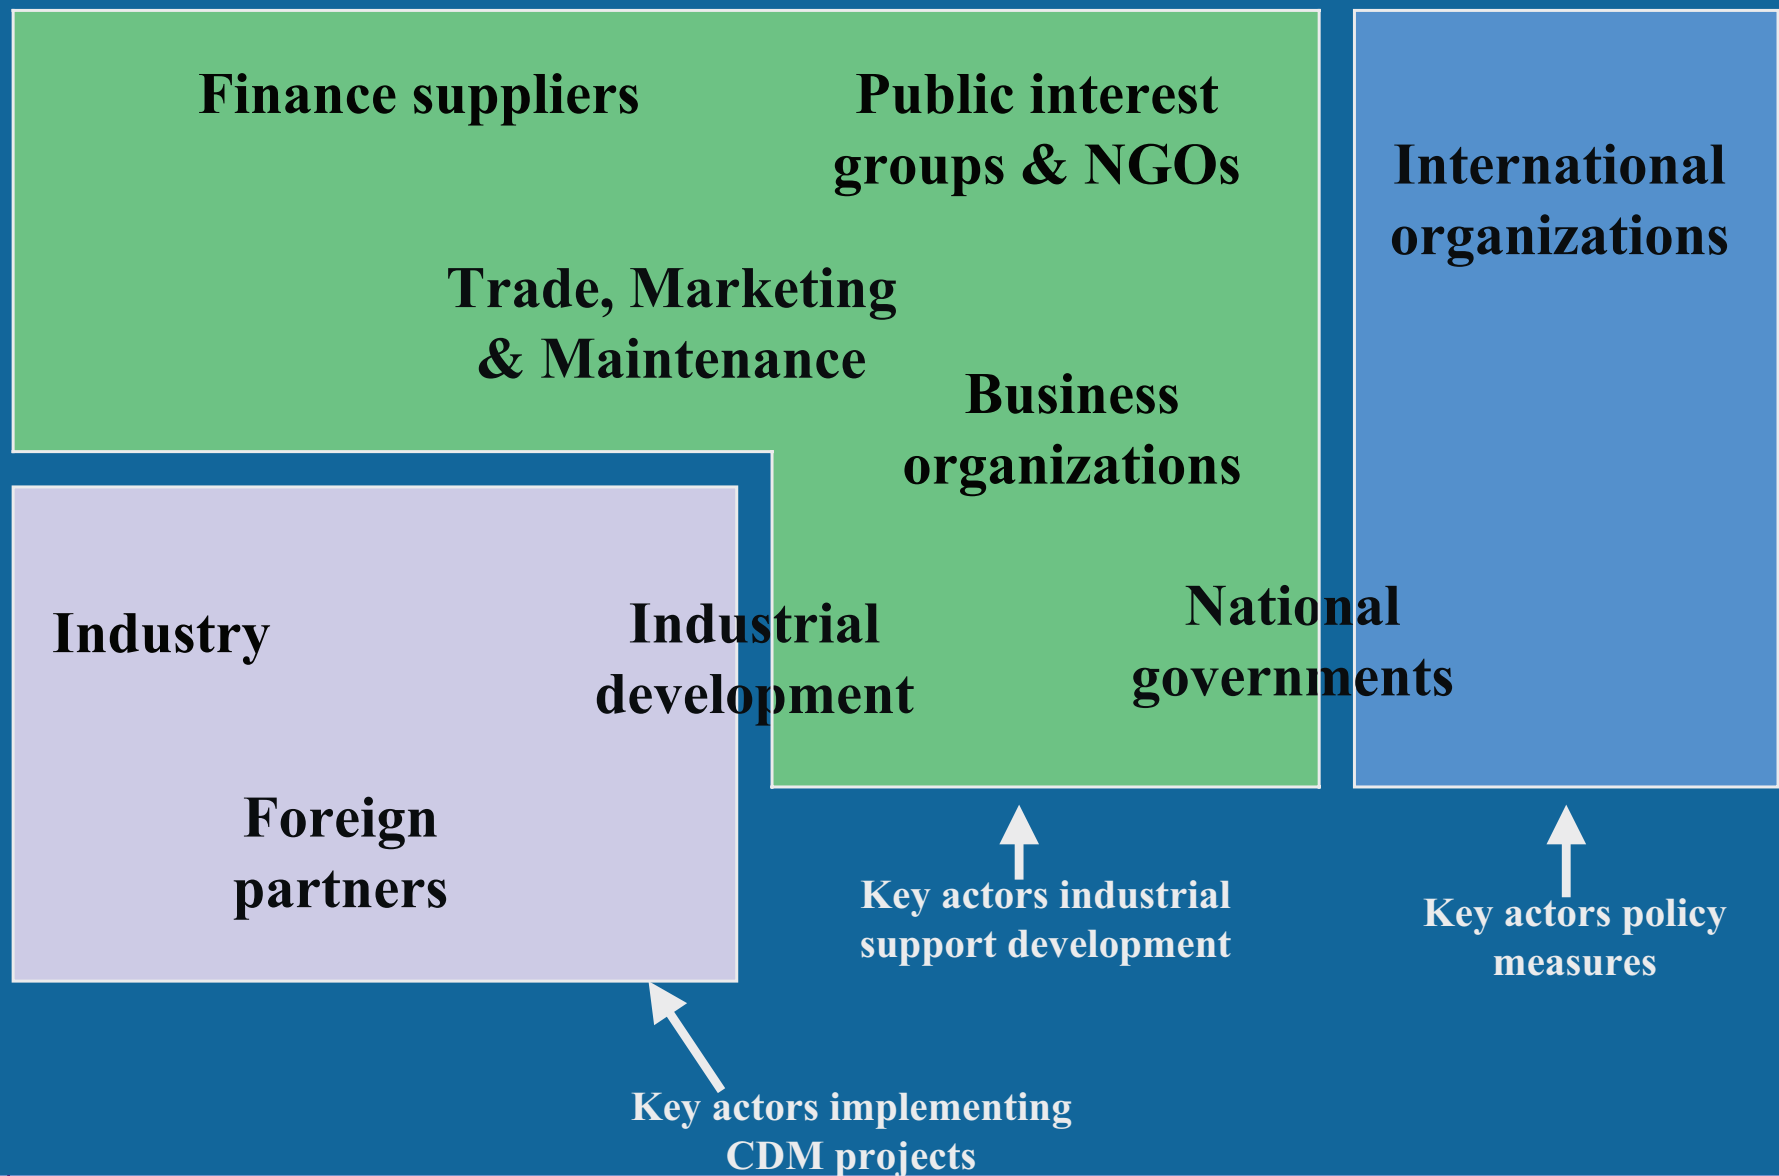 Finance suppliers
Public interest
groups & NGOs
International
organizations
Trade, Marketing
& Maintenance
Business
organizations
Industry
Industrial
development
National
governments
Foreign
partners
Key actors industrial
support development
Key actors policy
measures
Key actors implementing
CDM projects